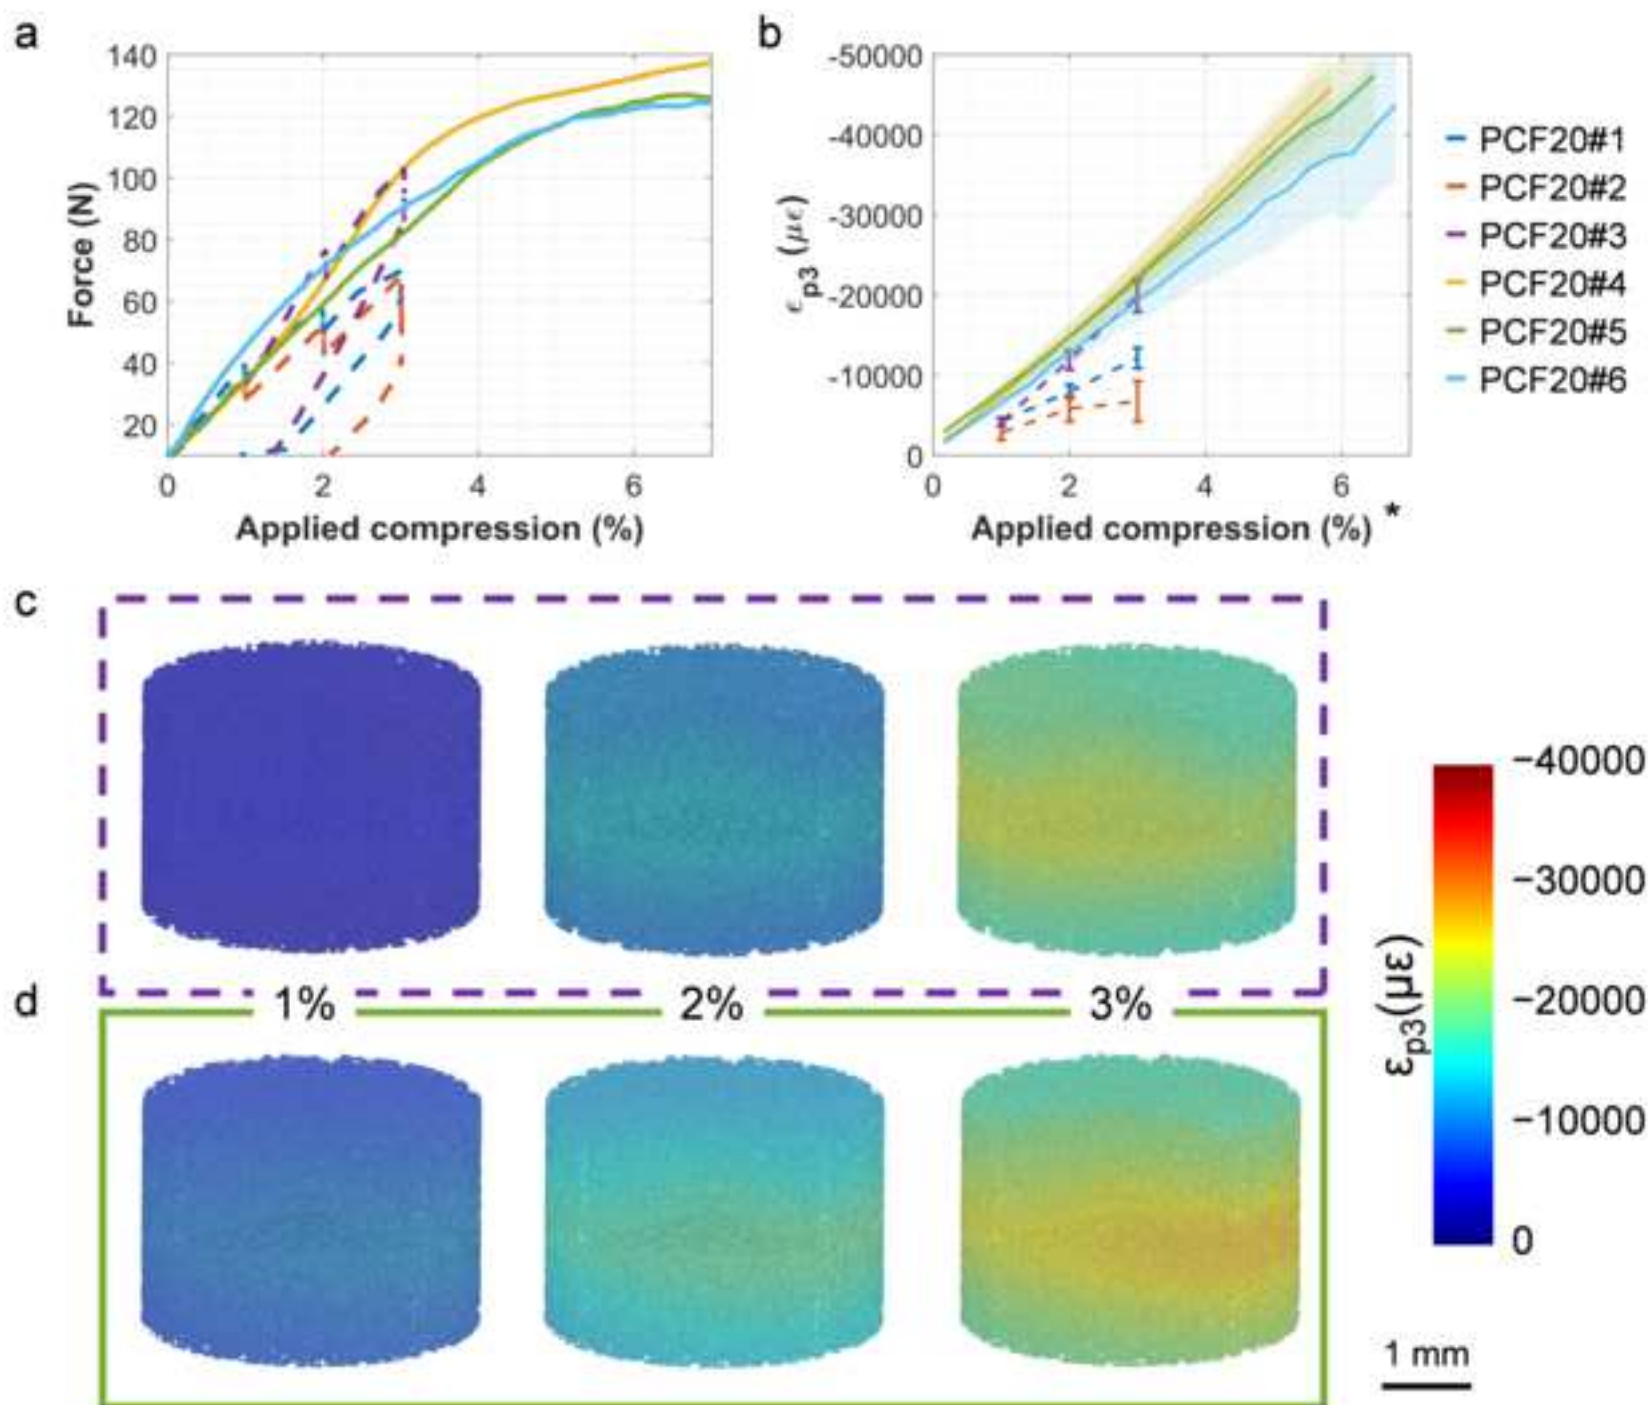 a
140
120
100
80
60
40
20
Force (N)
0 2 4 6
Applied compression (%)
b
-50000
-40000
-30000
-20000
-10000
0
ϵp3 (με)
0 2 4 6
Applied compression (%) *
PCF20#1
PCF20#2
PCF20#3
PCF20#4
PCF20#5
PCF20#6
c
d
1% 2% 3%
−40000
−30000
−20000
−10000
0
εp3(με)
1 mm